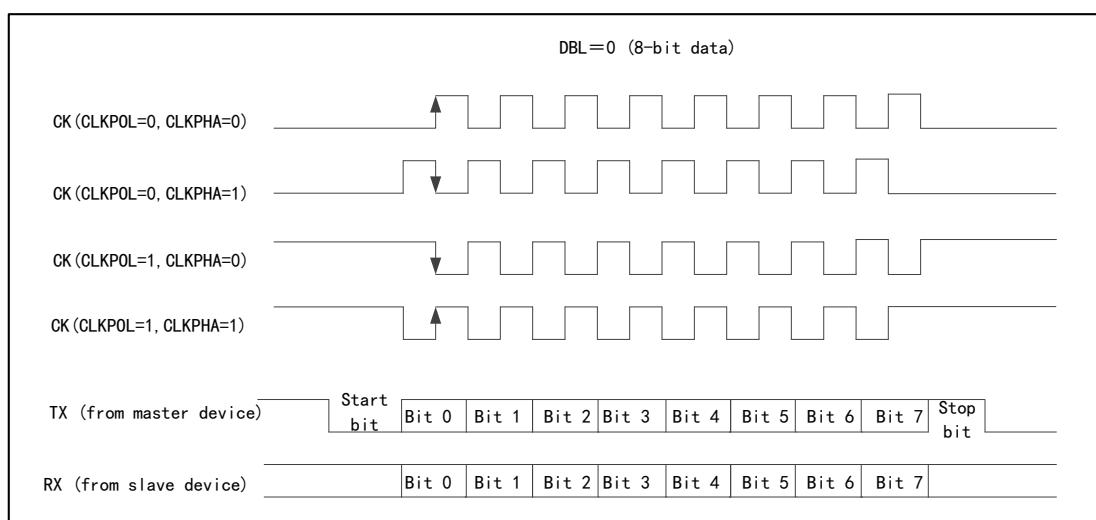 DBL＝0 (8-bit data)
CK(CLKPOL=0, CLKPHA=0)
CK(CLKPOL=0, CLKPHA=1)
CK(CLKPOL=1, CLKPHA=0)
CK(CLKPOL=1, CLKPHA=1)
TX (from master device) Start bit Bit 0 Bit 1 Bit 2 Bit 3 Bit 4 Bit 5 Bit 6 Bit 7 Stop bit
RX (from slave device) Bit 0 Bit 1 Bit 2 Bit 3 Bit 4 Bit 5 Bit 6 Bit 7